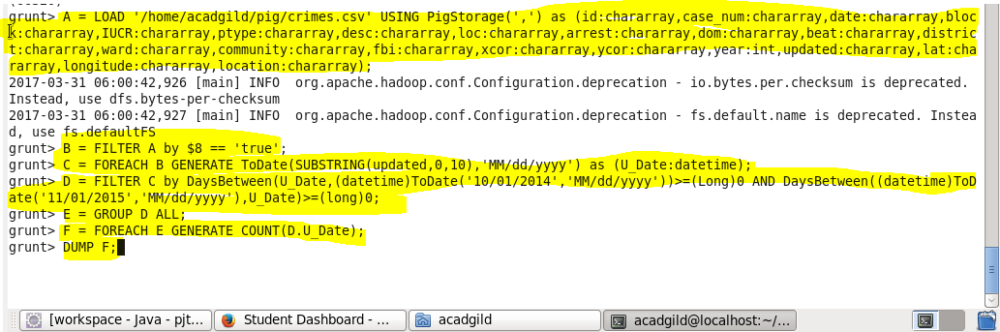 grunt> A = LOAD '/home/acadgild/pig/crimes.csv' USING PigStorage(',') as (id:chararray,case_num:chararray,date:chararray,bloc
k:chararray,IUCR:chararray,ptype:chararray,desc:chararray,loc:chararray,arrest:chararray,dom:chararray,beat:chararray,distric
t:chararray,ward:chararray,community:chararray,fbi:chararray,xcor:chararray,ycor:chararray,year:int,updated:chararray,lat:cha
rarray,longitude:chararray,location:chararray);
2017-03-31 06:00:42,926 [main] INFO  org.apache.hadoop.conf.Configuration.deprecation - io.bytes.per.checksum is deprecated.
Instead, use dfs.bytes-per-checksum
2017-03-31 06:00:42,927 [main] INFO  org.apache.hadoop.conf.Configuration.deprecation - fs.default.name is deprecated. Instea
d, use fs.defaultFS
grunt> B = FILTER A by $8 == 'true';
grunt> C = FOREACH B GENERATE ToDate(SUBSTRING(updated,0,10),'MM/dd/yyyy') as (U_Date:datetime);
grunt> D = FILTER C by DaysBetween(U_Date,(datetime)ToDate('10/01/2014','MM/dd/yyyy'))>=(Long)0 AND DaysBetween((datetime)ToD
ate('11/01/2015','MM/dd/yyyy'),U_Date)>=(long)0;
grunt> E = GROUP D ALL;
grunt> F = FOREACH E GENERATE COUNT(D.U_Date);
grunt> DUMP F;
[workspace - Java - pjt... Student Dashboard - ... acadgild acadgild@localhost:~/...